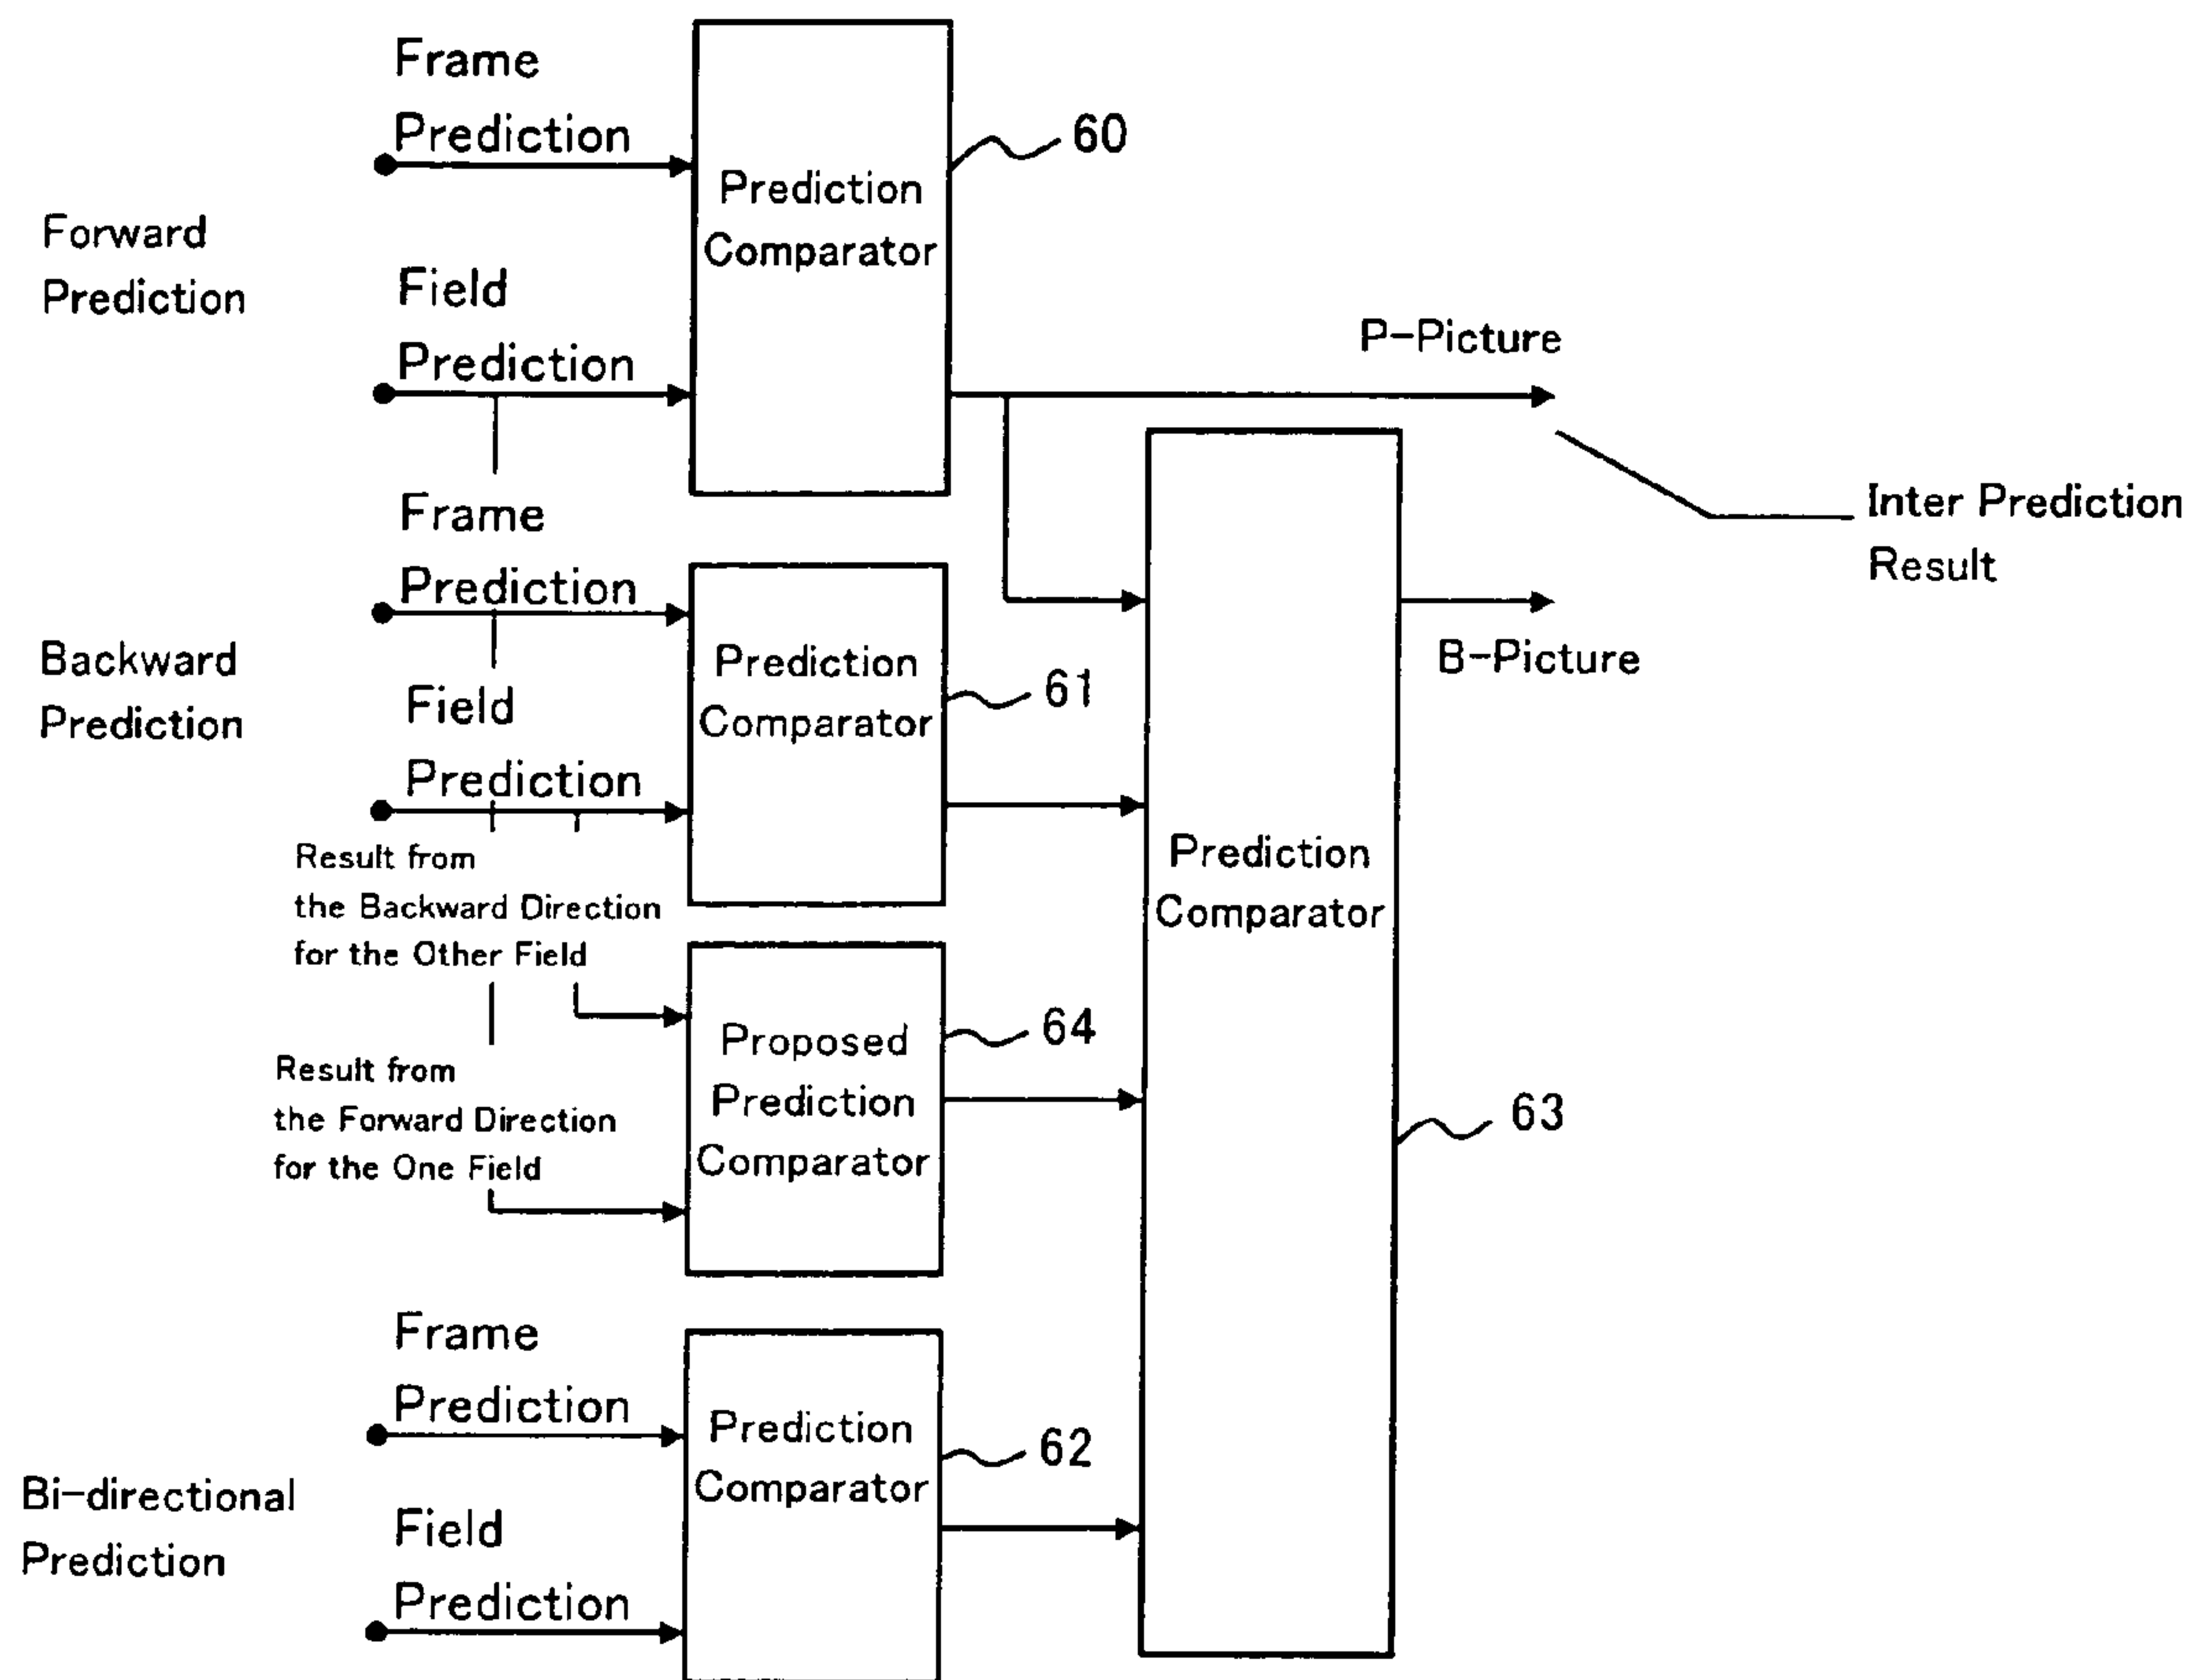 Frame
Prediction
Forward
Prediction
Field
Prediction
Prediction
Comparator
60
P-Picture
Inter Prediction
Result
B-Picture
Backward
Prediction
Frame
Prediction
Field
Prediction
Prediction
Comparator
61
Result from
the Backward Direction
for the Other Field
Result from
the Forward Direction
for the One Field
Proposed
Prediction
Comparator
64
Prediction
Comparator
63
Bi-directional
Prediction
Frame
Prediction
Field
Prediction
Prediction
Comparator
62